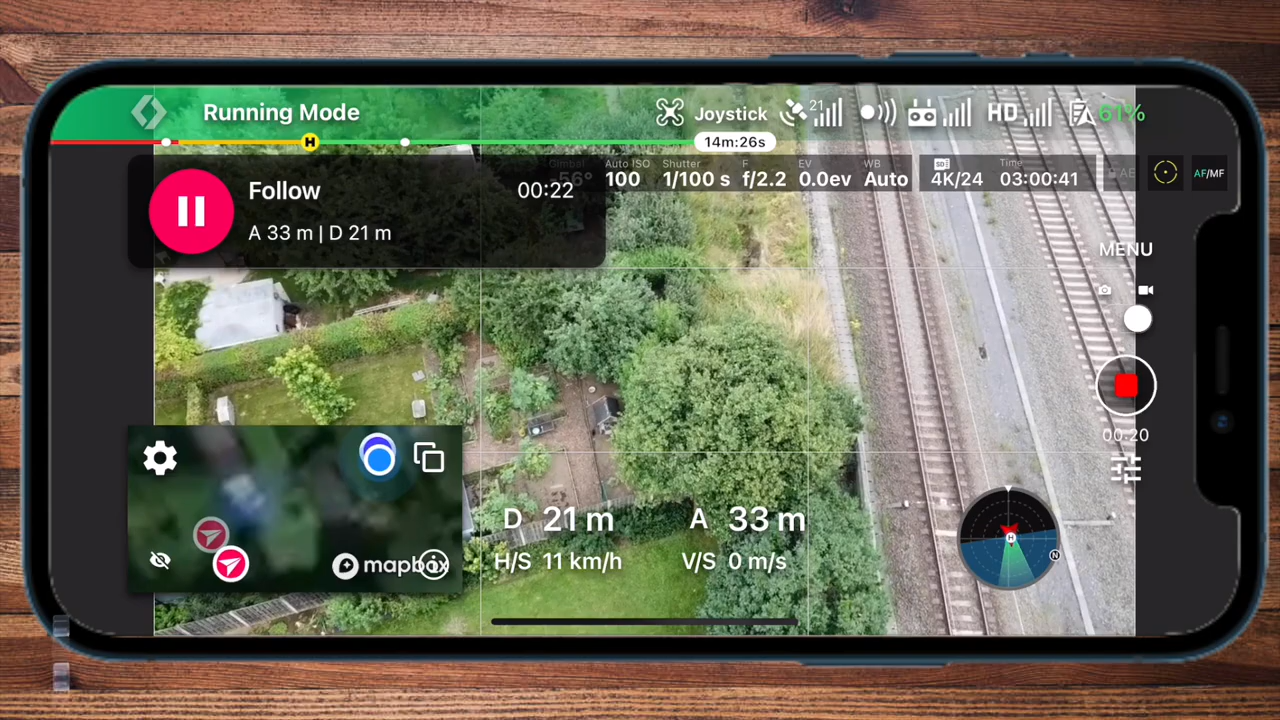 Running Mode
Joystick
21
HD
61%
H
14m:26s
Gimbal
-56°
Auto ISO
100
Shutter
1/100 s
F
f/2.2
EV
0.0ev
WB
Auto
SD
4K/24
Time
03:00:41
AE
AF/MF
Follow
00:22
A 33 m | D 21 m
MENU
00:20
D 21 m
A 33 m
H/S 11 km/h
V/S 0 m/s
mapbox
H
N